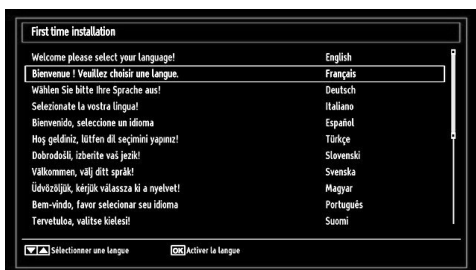 First time installation
Welcome please select your language! English
Bienvenue ! Veuillez choisir une langue. Français
Wählen Sie bitte Ihre Sprache aus! Deutsch
Selezionate la vostra lingua! Italiano
Bienvenido, seleccione un idioma Español
Hoş geldiniz, lütfen dil seçimini yapınız! Türkçe
Dobrodošli, izberite vaš jezik! Slovenski
Välkommen, välj ditt språk! Svenska
Üdvözöljük, kérjük válassza ki a nyelvet! Magyar
Bem-vindo, favor selecionar seu idioma Português
Tervetuloa, valitse kielesi! Suomi
Sélectionner une langue OK Activer la langue